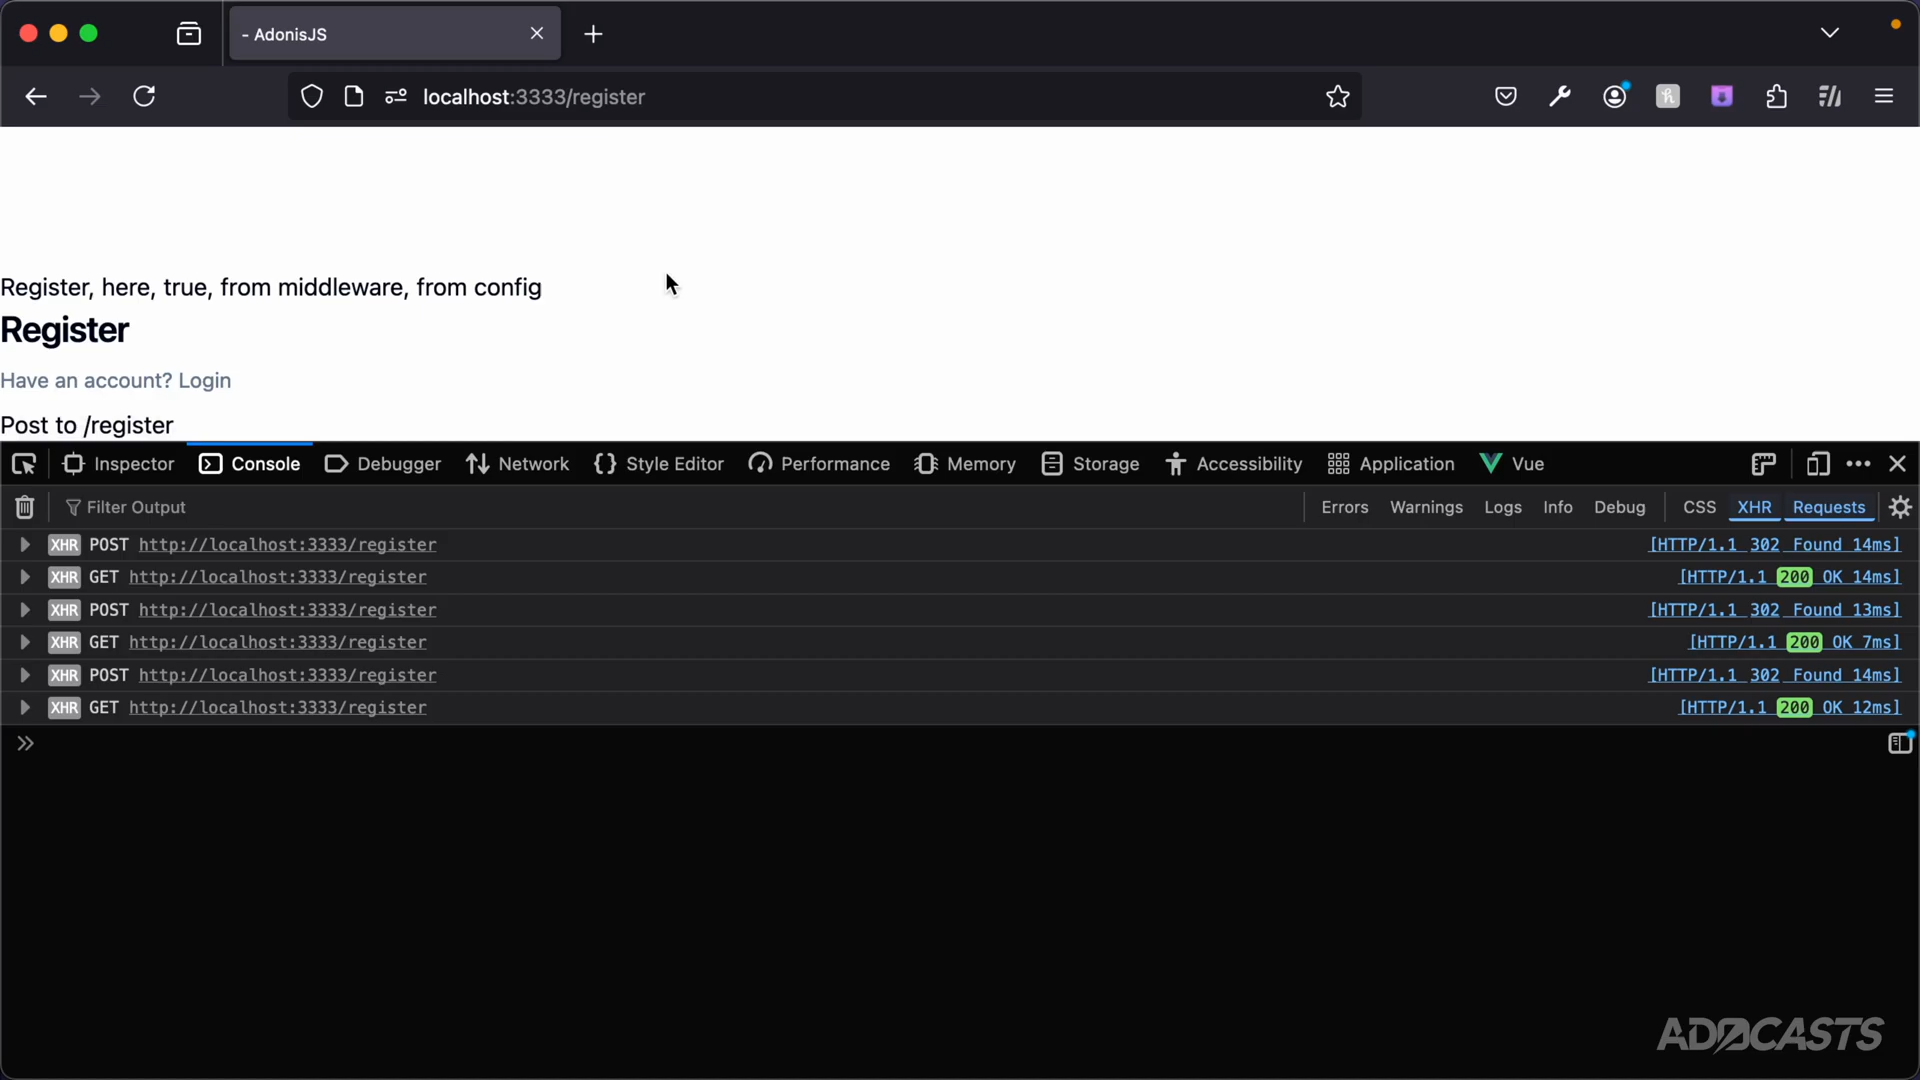 - AdonisJS
localhost:3333/register
Register, here, true, from middleware, from config
Register
Have an account? Login
Post to /register
Inspector Console Debugger Network Style Editor Performance Memory Storage Accessibility Application Vue
Filter Output Errors Warnings Logs Info Debug CSS XHR Requests
XHR POST http://localhost:3333/register [HTTP/1.1 302 Found 14ms]
XHR GET http://localhost:3333/register [HTTP/1.1 200 OK 14ms]
XHR POST http://localhost:3333/register [HTTP/1.1 302 Found 13ms]
XHR GET http://localhost:3333/register [HTTP/1.1 200 OK 7ms]
XHR POST http://localhost:3333/register [HTTP/1.1 302 Found 14ms]
XHR GET http://localhost:3333/register [HTTP/1.1 200 OK 12ms]
ADOCASTS